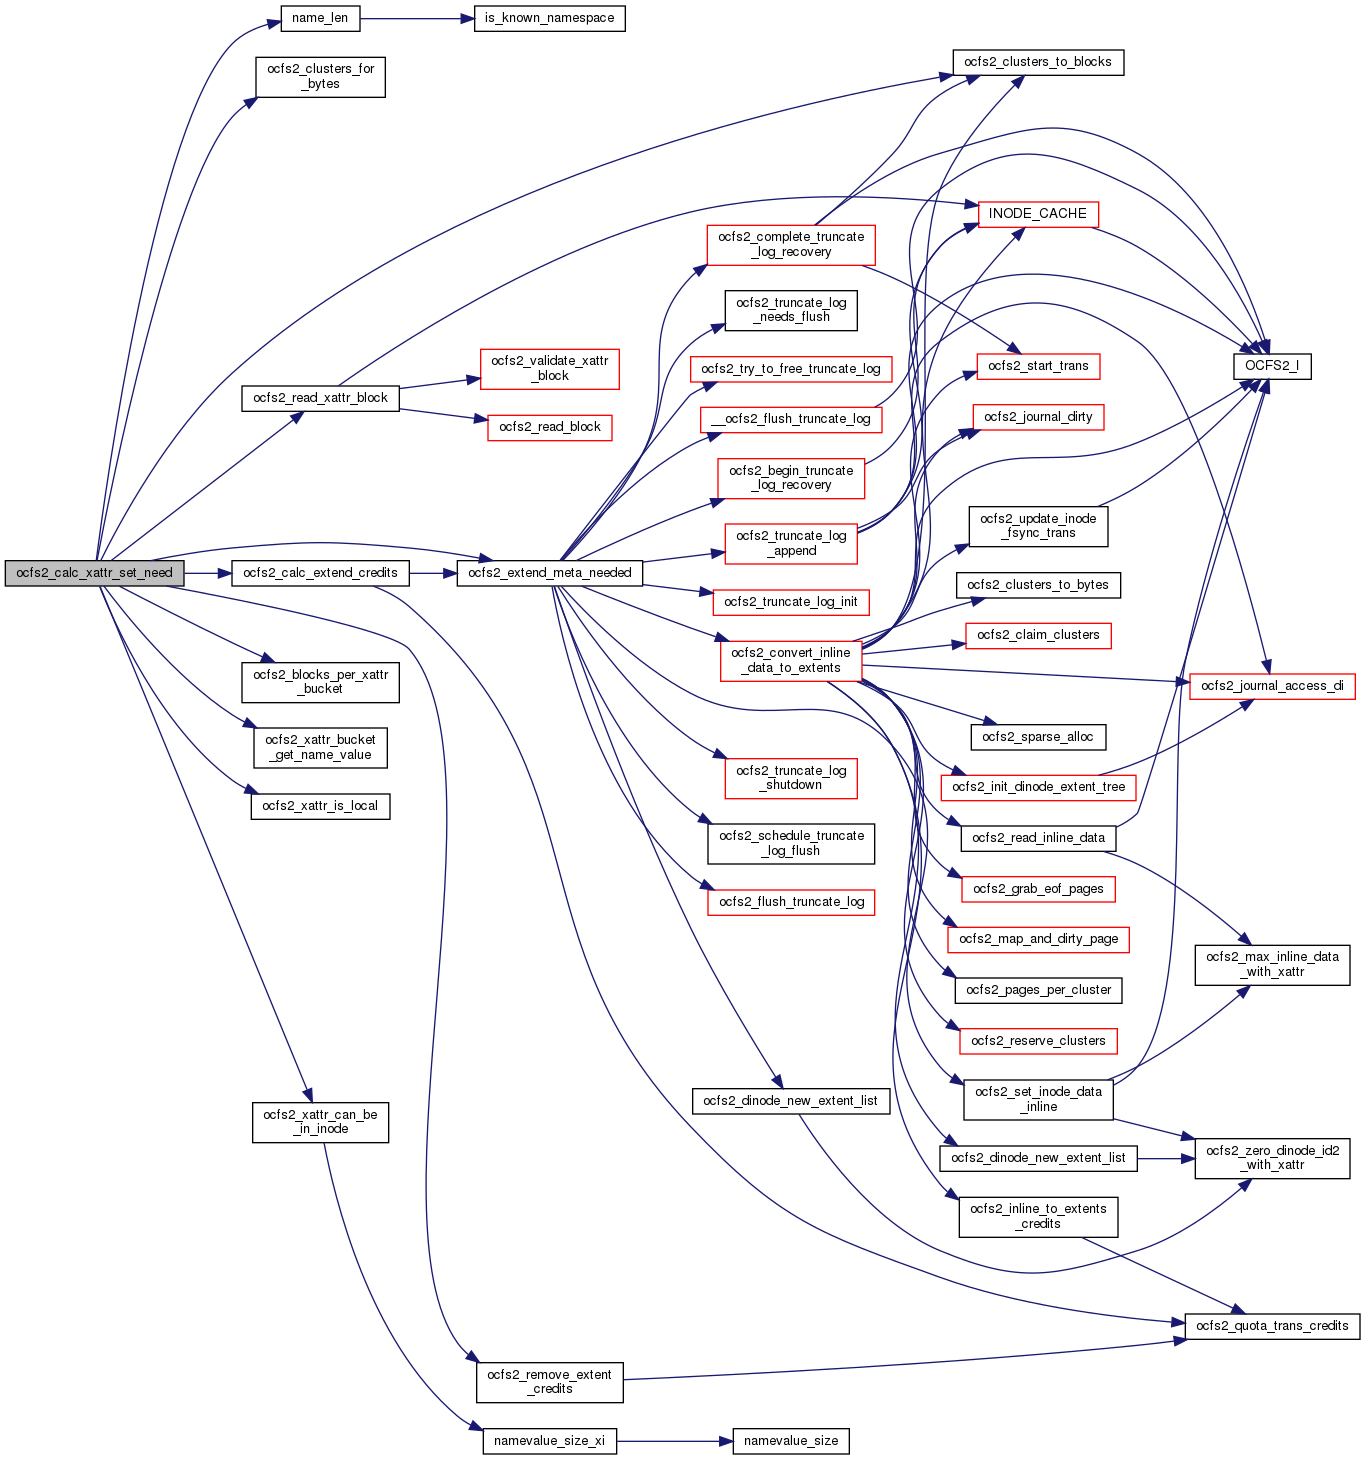 name_len
is_known_namespace
ocfs2_clusters_for
_bytes
ocfs2_clusters_to_blocks
INODE_CACHE
ocfs2_complete_truncate
_log_recovery
ocfs2_truncate_log
_needs_flush
ocfs2_validate_xattr
_block
ocfs2_try_to_free_truncate_log
ocfs2_start_trans
OCFS2_I
ocfs2_read_xattr_block
ocfs2_read_block
__ocfs2_flush_truncate_log
ocfs2_journal_dirty
ocfs2_begin_truncate
_log_recovery
ocfs2_update_inode
_fsync_trans
ocfs2_truncate_log
_append
ocfs2_calc_xattr_set_need
ocfs2_calc_extend_credits
ocfs2_extend_meta_needed
ocfs2_clusters_to_bytes
ocfs2_truncate_log_init
ocfs2_claim_clusters
ocfs2_convert_inline
_data_to_extents
ocfs2_blocks_per_xattr
_bucket
ocfs2_journal_access_di
ocfs2_sparse_alloc
ocfs2_xattr_bucket
_get_name_value
ocfs2_truncate_log
_shutdown
ocfs2_init_dinode_extent_tree
ocfs2_xattr_is_local
ocfs2_schedule_truncate
_log_flush
ocfs2_read_inline_data
ocfs2_flush_truncate_log
ocfs2_grab_eof_pages
ocfs2_map_and_dirty_page
ocfs2_max_inline_data
_with_xattr
ocfs2_pages_per_cluster
ocfs2_reserve_clusters
ocfs2_dinode_new_extent_list
ocfs2_set_inode_data
_inline
ocfs2_xattr_can_be
_in_inode
ocfs2_dinode_new_extent_list
ocfs2_zero_dinode_id2
_with_xattr
ocfs2_inline_to_extents
_credits
ocfs2_quota_trans_credits
ocfs2_remove_extent
_credits
namevalue_size_xi
namevalue_size